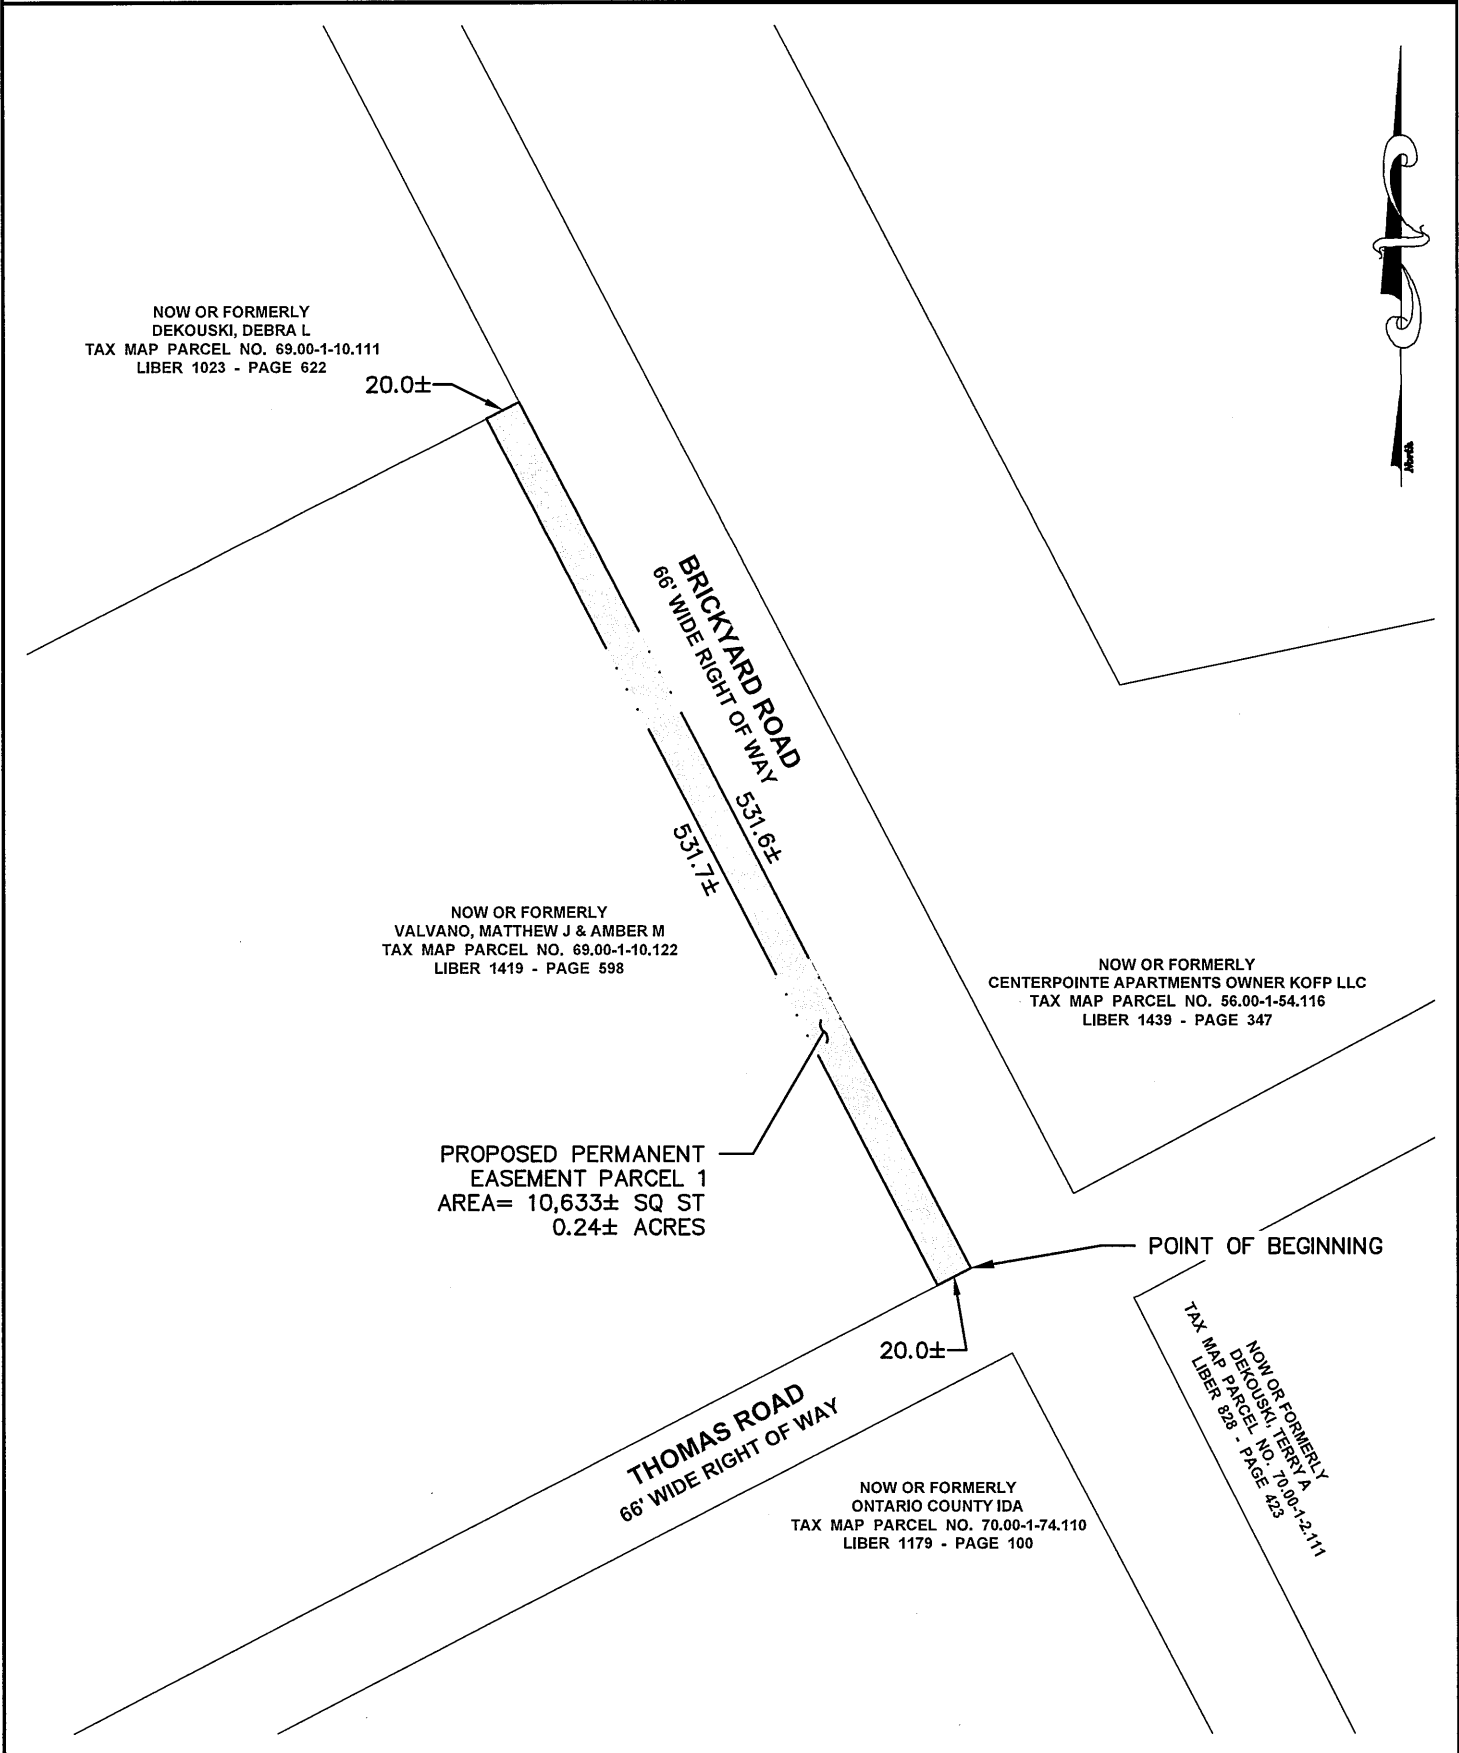 North
NOW OR FORMERLY
DEKOUSKI, DEBRA L
TAX MAP PARCEL NO. 69.00-1-10.111
LIBER 1023 - PAGE 622
20.0±
BRICKYARD ROAD
66' WIDE RIGHT OF WAY
531.6±
531.7±
NOW OR FORMERLY
VALVANO, MATTHEW J & AMBER M
TAX MAP PARCEL NO. 69.00-1-10.122
LIBER 1419 - PAGE 598
NOW OR FORMERLY
CENTERPOINTE APARTMENTS OWNER KOFP LLC
TAX MAP PARCEL NO. 56.00-1-54.116
LIBER 1439 - PAGE 347
PROPOSED PERMANENT
EASEMENT PARCEL 1
AREA= 10,633± SQ ST
0.24± ACRES
POINT OF BEGINNING
20.0±
NOW OR FORMERLY
DEKOUSKI, TERRY A
TAX MAP PARCEL NO. 70.00-1-2.111
LIBER 828 - PAGE 423
THOMAS ROAD
66' WIDE RIGHT OF WAY
NOW OR FORMERLY
ONTARIO COUNTY IDA
TAX MAP PARCEL NO. 70.00-1-74.110
LIBER 1179 - PAGE 100